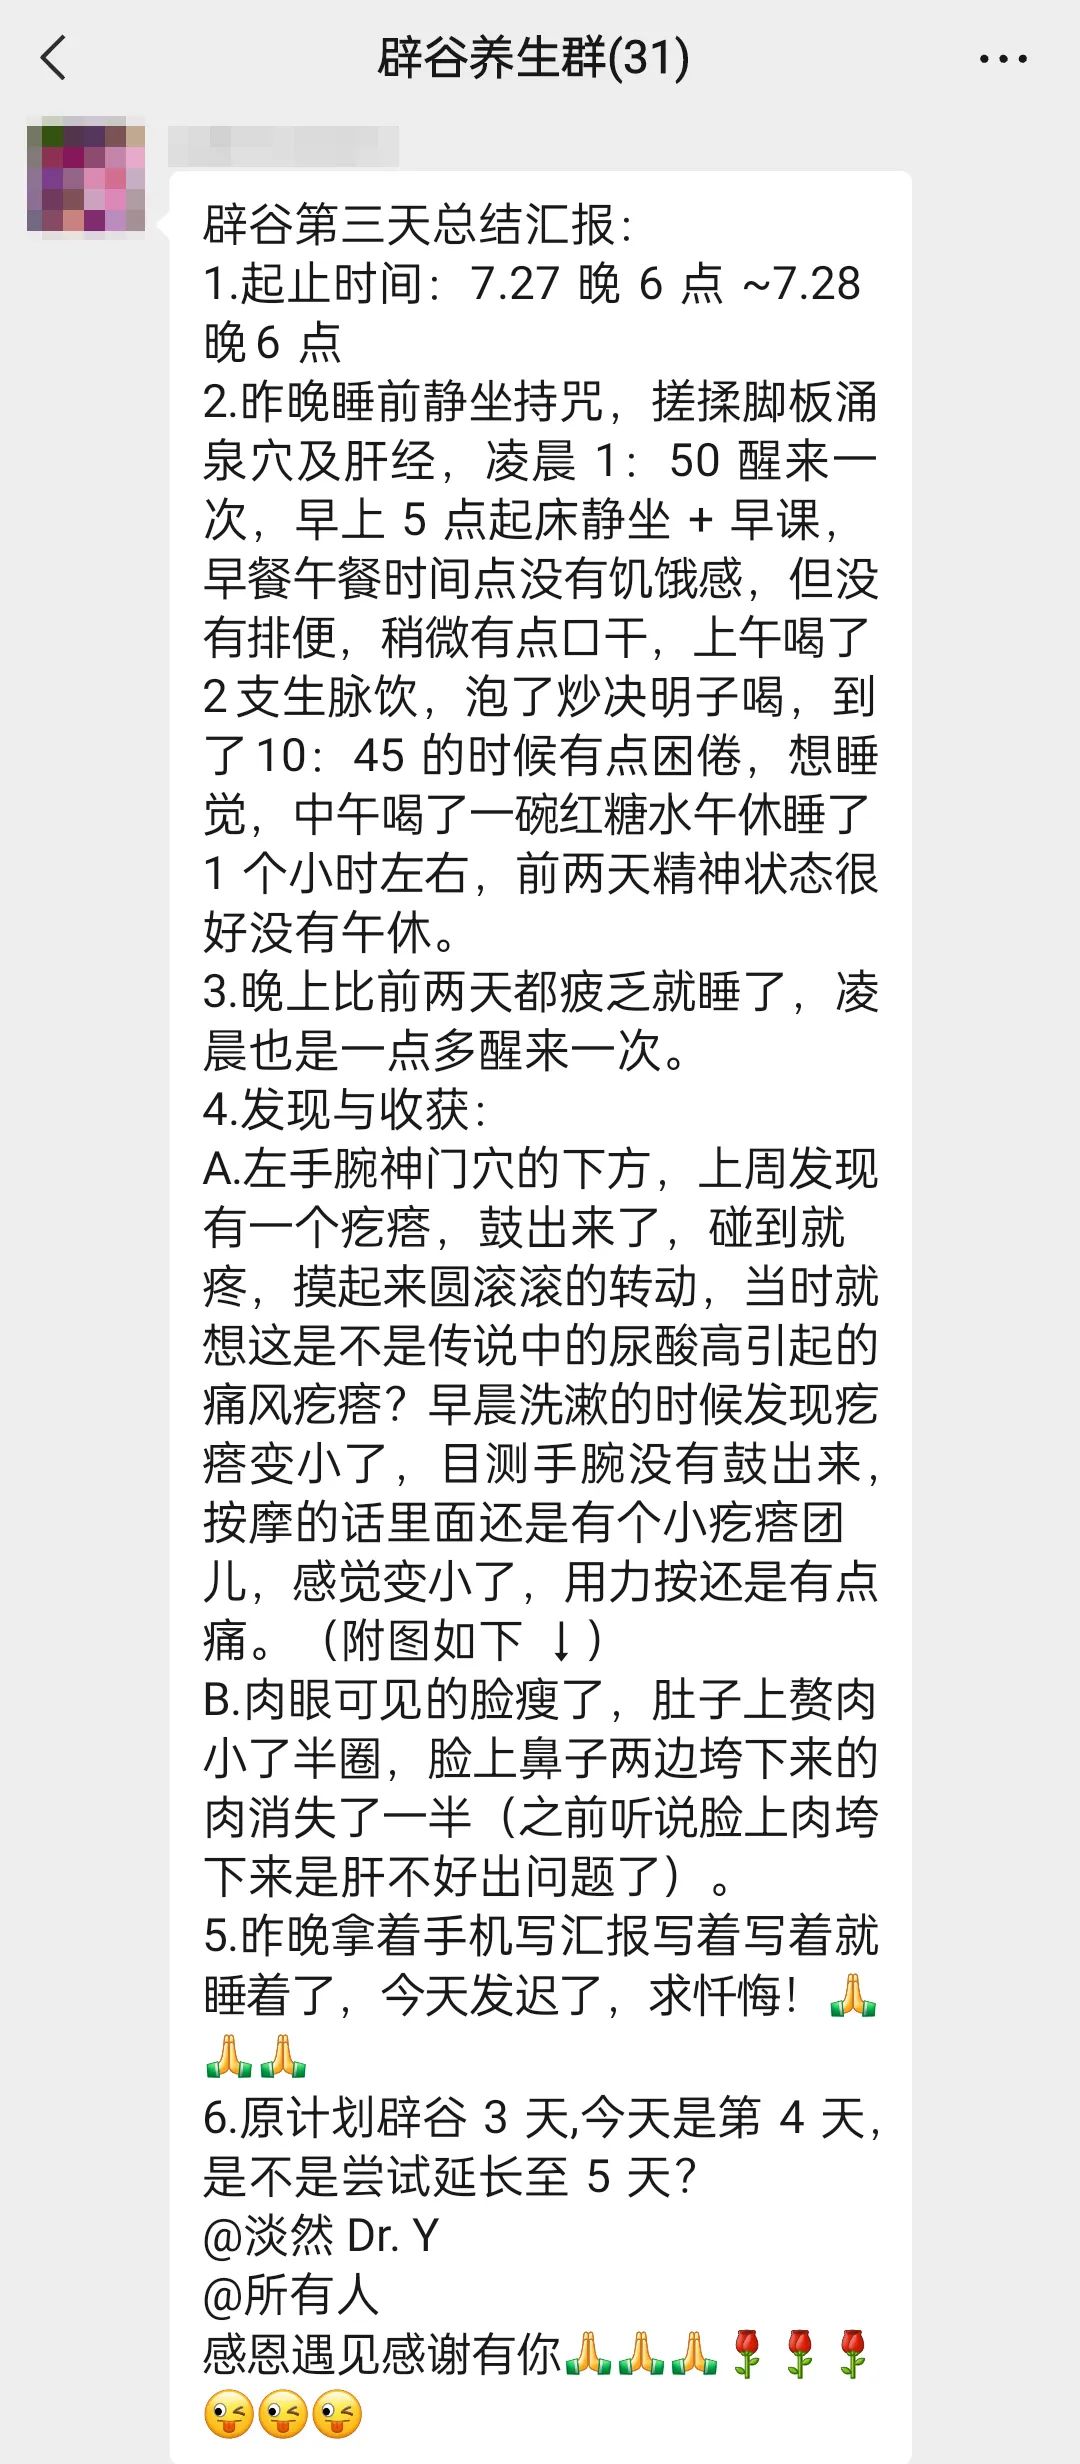 辟谷养生群(31)
辟谷第三天总结汇报：
1.起止时间：7.27 晚 6 点 ~7.28
晚6 点
2.昨晚睡前静坐持咒，搓揉脚板涌
泉穴及肝经，凌晨 1：50 醒来一
次，早上 5 点起床静坐 + 早课，
早餐午餐时间点没有饥饿感，但没
有排便，稍微有点口干，上午喝了
2支生脉饮，泡了炒决明子喝，到
了10：45 的时候有点困倦，想睡
觉，中午喝了一碗红糖水午休睡了
1 个小时左右，前两天精神状态很
好没有午休。
3.晚上比前两天都疲乏就睡了，凌
晨也是一点多醒来一次。
4.发现与收获：
A.左手腕神门穴的下方，上周发现
有一个疙瘩，鼓出来了，碰到就
疼，摸起来圆滚滚的转动，当时就
想这是不是传说中的尿酸高引起的
痛风疙瘩？早晨洗漱的时候发现疙
瘩变小了，目测手腕没有鼓出来，
按摩的话里面还是有个小疙瘩团
儿，感觉变小了，用力按还是有点
痛。（附图如下 ↓）
B.肉眼可见的脸瘦了，肚子上赘肉
小了半圈，脸上鼻子两边垮下来的
肉消失了一半（之前听说脸上肉垮
下来是肝不好出问题了）。
5.昨晚拿着手机写汇报写着写着就
睡着了，今天发迟了，求忏悔！🙏
🙏🙏
6.原计划辟谷 3 天,今天是第 4 天，
是不是尝试延长至 5 天？
@淡然 Dr. Y
@所有人
感恩遇见感谢有你🙏🙏🙏🌹🌹🌹
😜😜😜